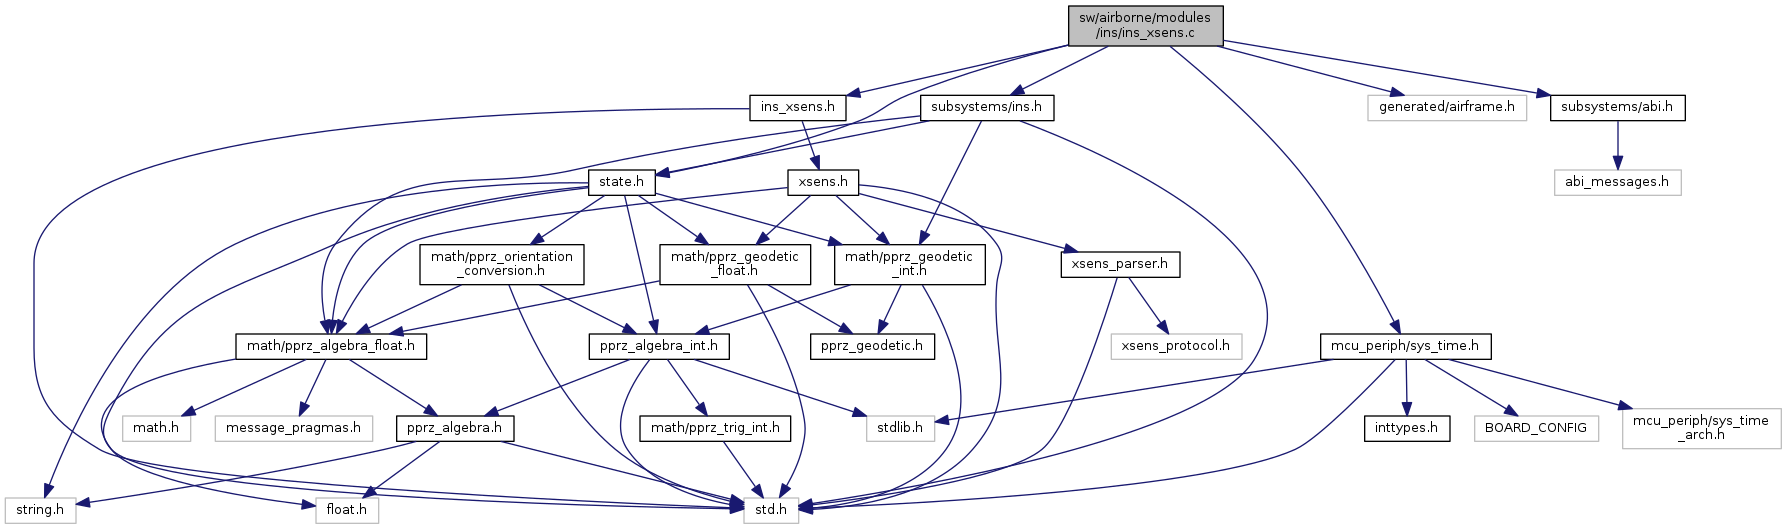 sw/airborne/modules
/ins/ins_xsens.c
ins_xsens.h
subsystems/ins.h
generated/airframe.h
subsystems/abi.h
state.h
xsens.h
abi_messages.h
math/pprz_orientation
_conversion.h
math/pprz_geodetic
_float.h
math/pprz_geodetic
_int.h
xsens_parser.h
math/pprz_algebra_float.h
pprz_algebra_int.h
pprz_geodetic.h
xsens_protocol.h
mcu_periph/sys_time.h
math.h
message_pragmas.h
pprz_algebra.h
math/pprz_trig_int.h
stdlib.h
inttypes.h
BOARD_CONFIG
mcu_periph/sys_time
_arch.h
string.h
float.h
std.h